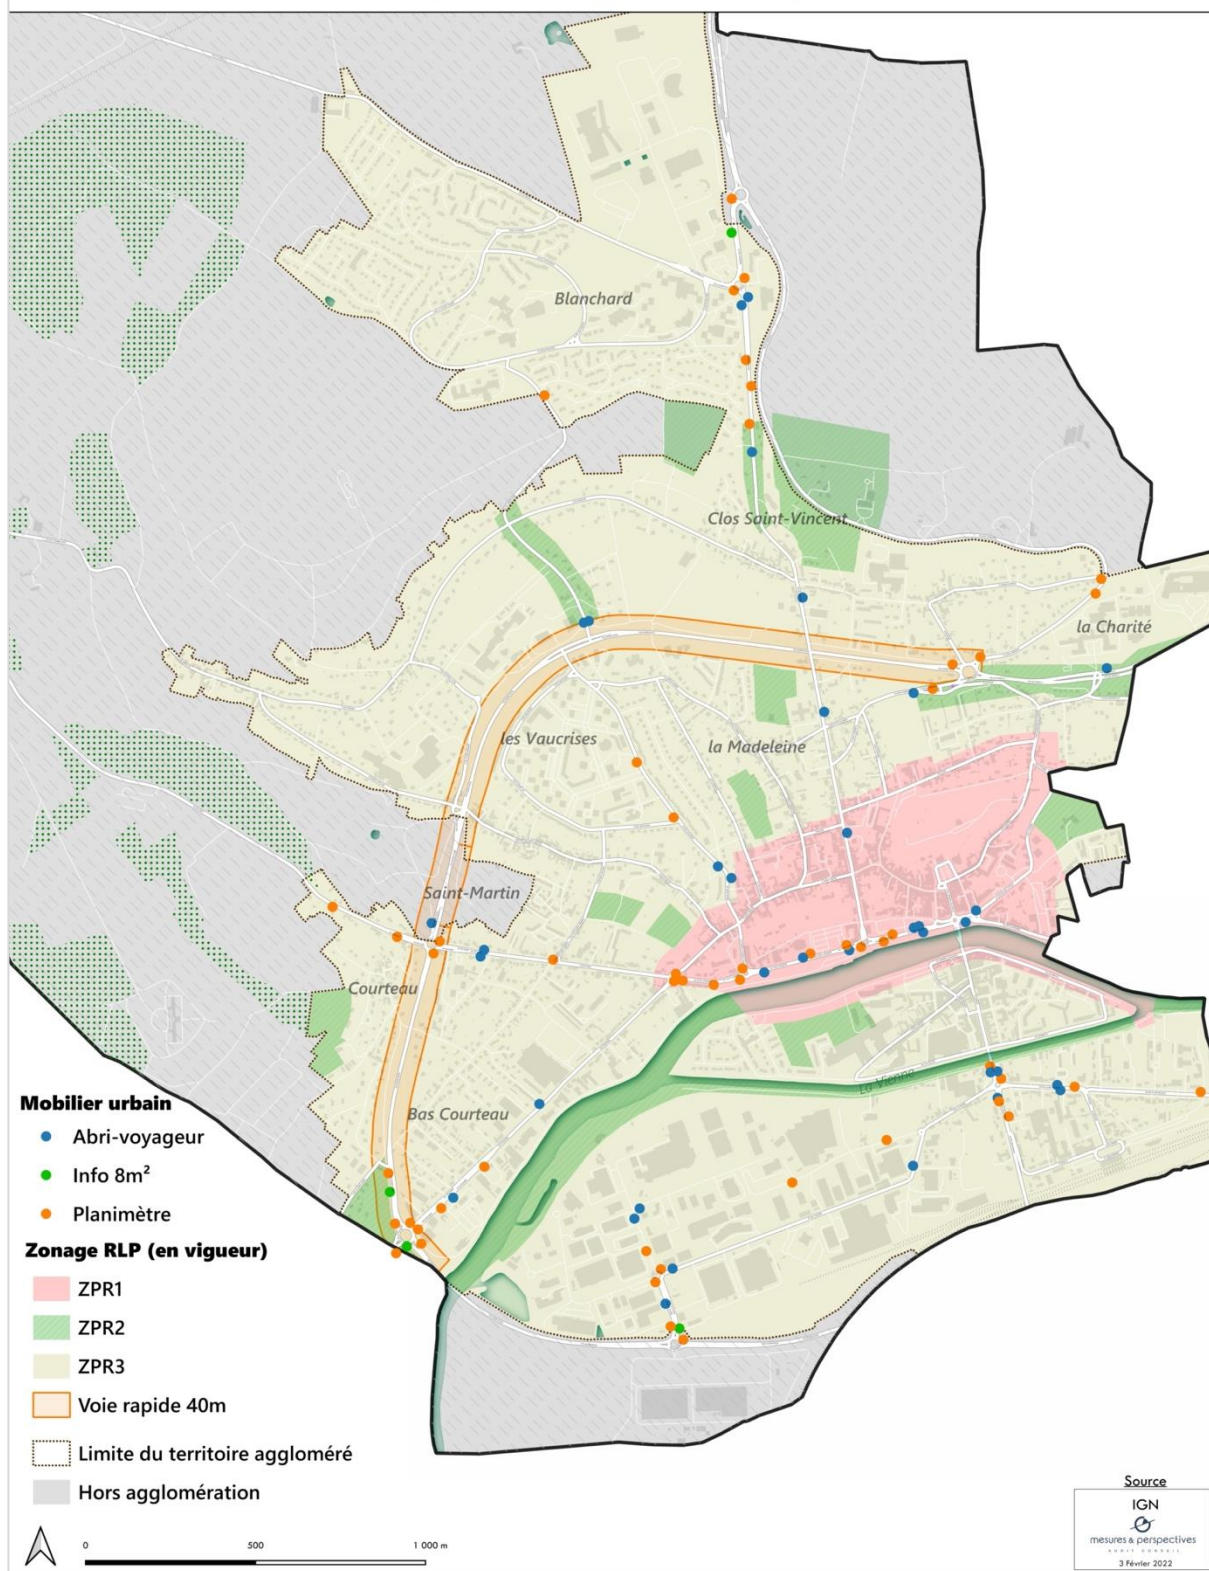 Blanchard
Clos Saint-Vincent
la Charité
les Vaucrises
la Madeleine
Saint-Martin
Courteau
La Vienne
Bas Courteau
Mobilier urbain
Abri-voyageur
Info 8m²
Planimètre
Zonage RLP (en vigueur)
ZPR1
ZPR2
ZPR3
Voie rapide 40m
Limite du territoire aggloméré
Hors agglomération
0 500 1 000 m
Source
IGN
mesures & perspectives
AUDIT CONSEIL
3 Février 2022